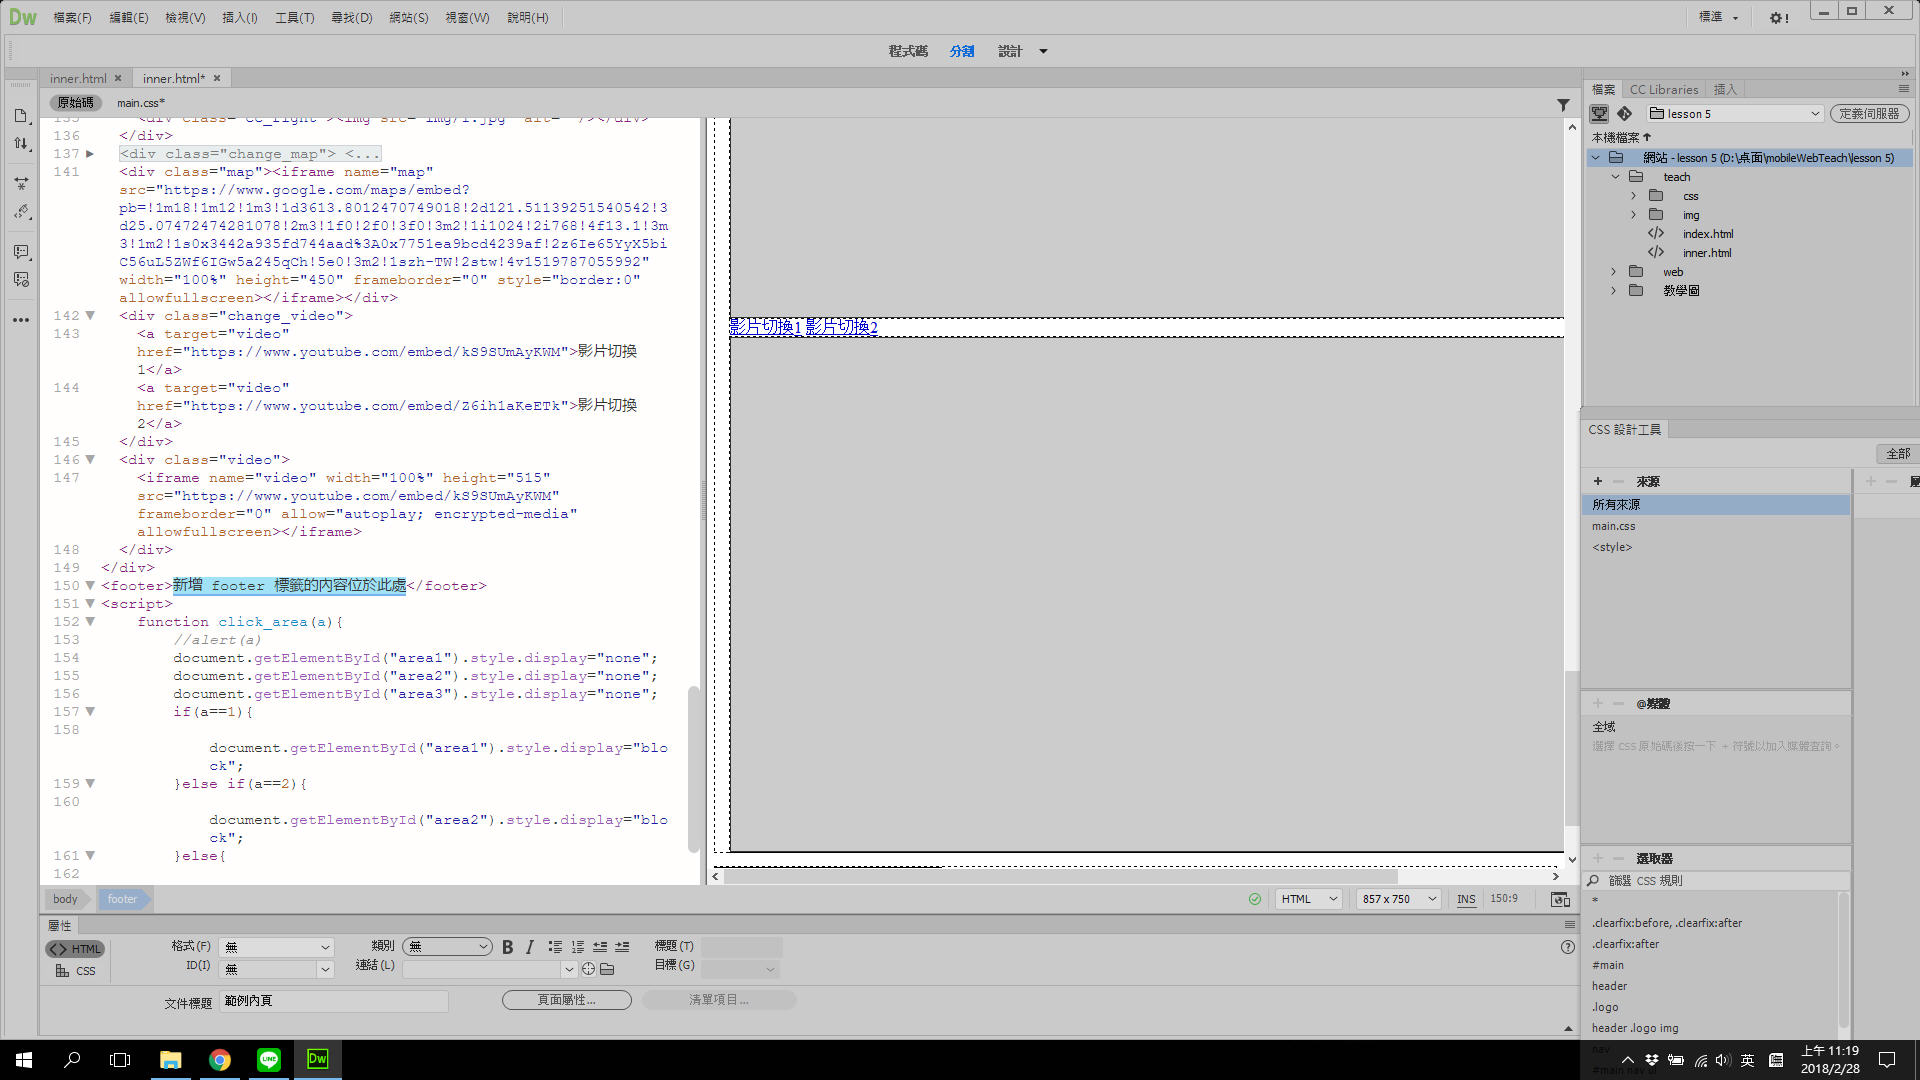 Dw 檔案(F) 編輯(E) 檢視(V) 插入(I) 工具(T) 尋找(D) 網站(S) 視窗(W) 說明(H) 標準
程式碼 分割 設計
inner.html × inner.html* ×
原始碼 main.css*
136 </div>
137 <div class="change_map"> <...
141 <div class="map"><iframe name="map"
src="https://www.google.com/maps/embed?
pb=!1m18!1m12!1m3!1d3613.8012470749018!2d121.51139251540542!3
d25.07472474281078!2m3!1f0!2f0!3f0!3m2!1i1024!2i768!4f13.1!3m
3!1m2!1s0x3442a935fd744aad%3A0x7751ea9bcd4239af!2z6Ie65YyX5bi
C56uL5ZWf6IGw5a245qCh!5e0!3m2!1szh-TW!2stw!4v1519787055992"
width="100%" height="450" frameborder="0" style="border:0"
allowfullscreen></iframe></div>
142 <div class="change_video">
143 <a target="video"
href="https://www.youtube.com/embed/kS9SUmAyKWM">影片切換
1</a>
144 <a target="video"
href="https://www.youtube.com/embed/Z6ih1aKeETk">影片切換
2</a>
145 </div>
146 <div class="video">
147 <iframe name="video" width="100%" height="515"
src="https://www.youtube.com/embed/kS9SUmAyKWM"
frameborder="0" allow="autoplay; encrypted-media"
allowfullscreen></iframe>
148 </div>
149 </div>
150 <footer>新增 footer 標籤的內容位於此處</footer>
151 <script>
152 function click_area(a){
153 //alert(a)
154 document.getElementById("area1").style.display="none";
155 document.getElementById("area2").style.display="none";
156 document.getElementById("area3").style.display="none";
157 if(a==1){
158
document.getElementById("area1").style.display="blo
ck";
159 }else if(a==2){
160
document.getElementById("area2").style.display="blo
ck";
161 }else{
162
影片切換1 影片切換2
body footer HTML 857 x 750 INS 150:9
屬性
HTML 格式(F) 無 類別 無 B I 標題(T)
CSS ID(I) 無 連結(L) 目標(G)
文件標題 範例內頁 頁面屬性... 清單項目...
檔案 CC Libraries 插入
lesson 5 定義伺服器
本機檔案
網站 - lesson 5 (D:\桌面\mobileWebTeach\lesson 5)
teach
css
img
index.html
inner.html
web
教學圖
CSS 設計工具
全部
來源
所有來源
main.css
<style>
@媒體
全域
選擇 CSS 原始碼後按一下 + 符號以加入媒體查詢。
選取器
篩選 CSS 規則
*
.clearfix:before, .clearfix:after
.clearfix:after
#main
header
.logo
header .logo img
nav
#main nav ul
Dw 英 上午 11:19
2018/2/28